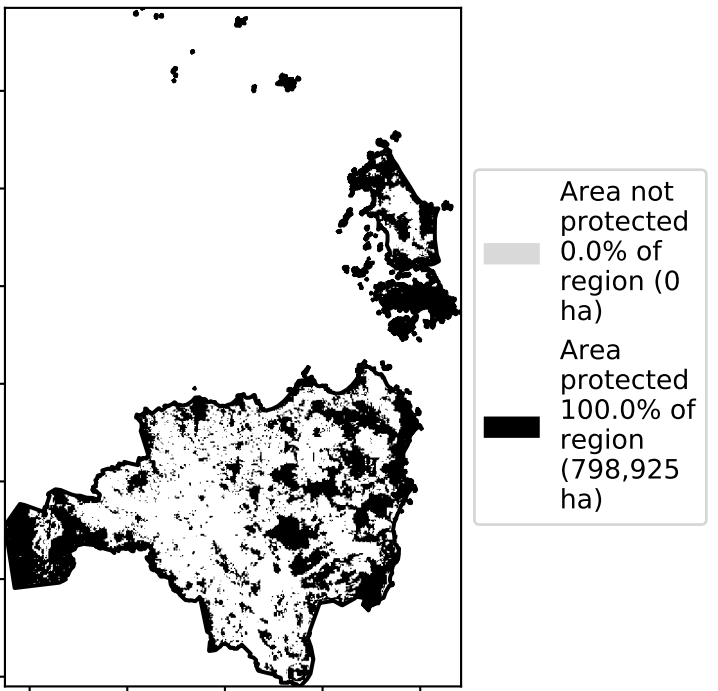 Area not
protected
0.0% of
region (0
ha)
Area
protected
100.0% of
region
(798,925
ha)